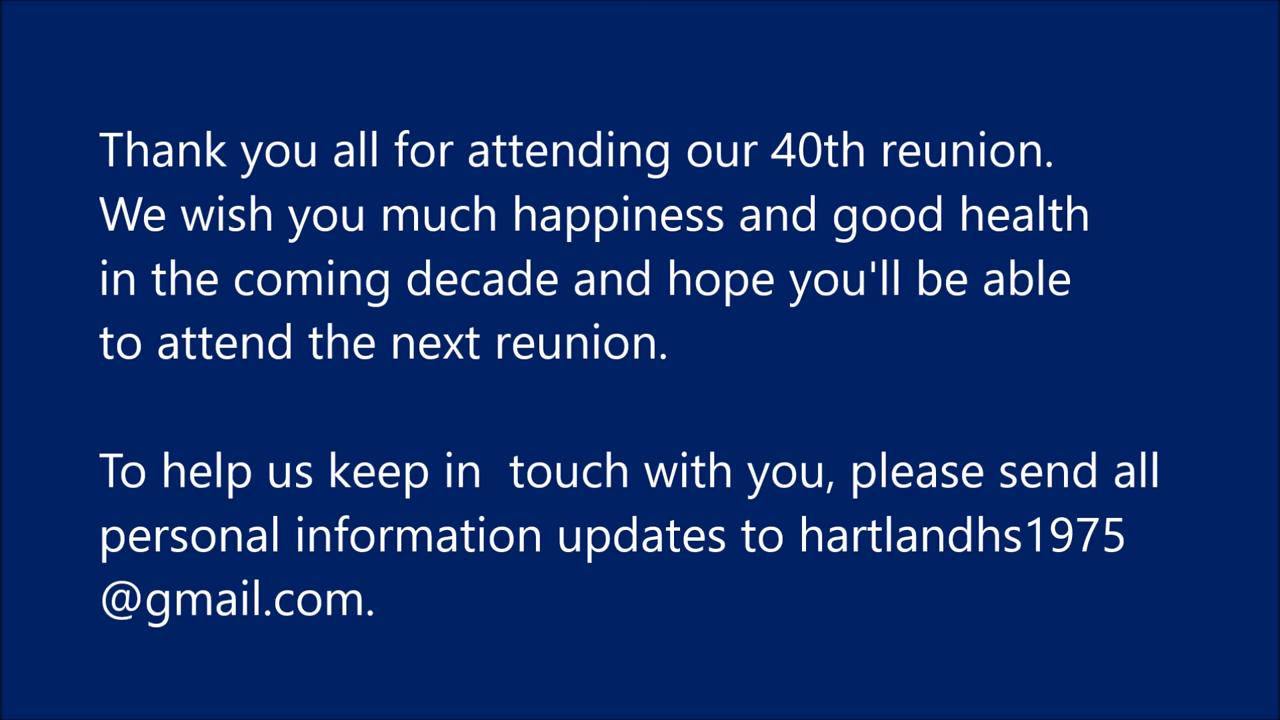 Thank you all for attending our 40th reunion.
We wish you much happiness and good health
in the coming decade and hope you'll be able
to attend the next reunion.
To help us keep in  touch with you, please send all
personal information updates to hartlandhs1975
@gmail.com.